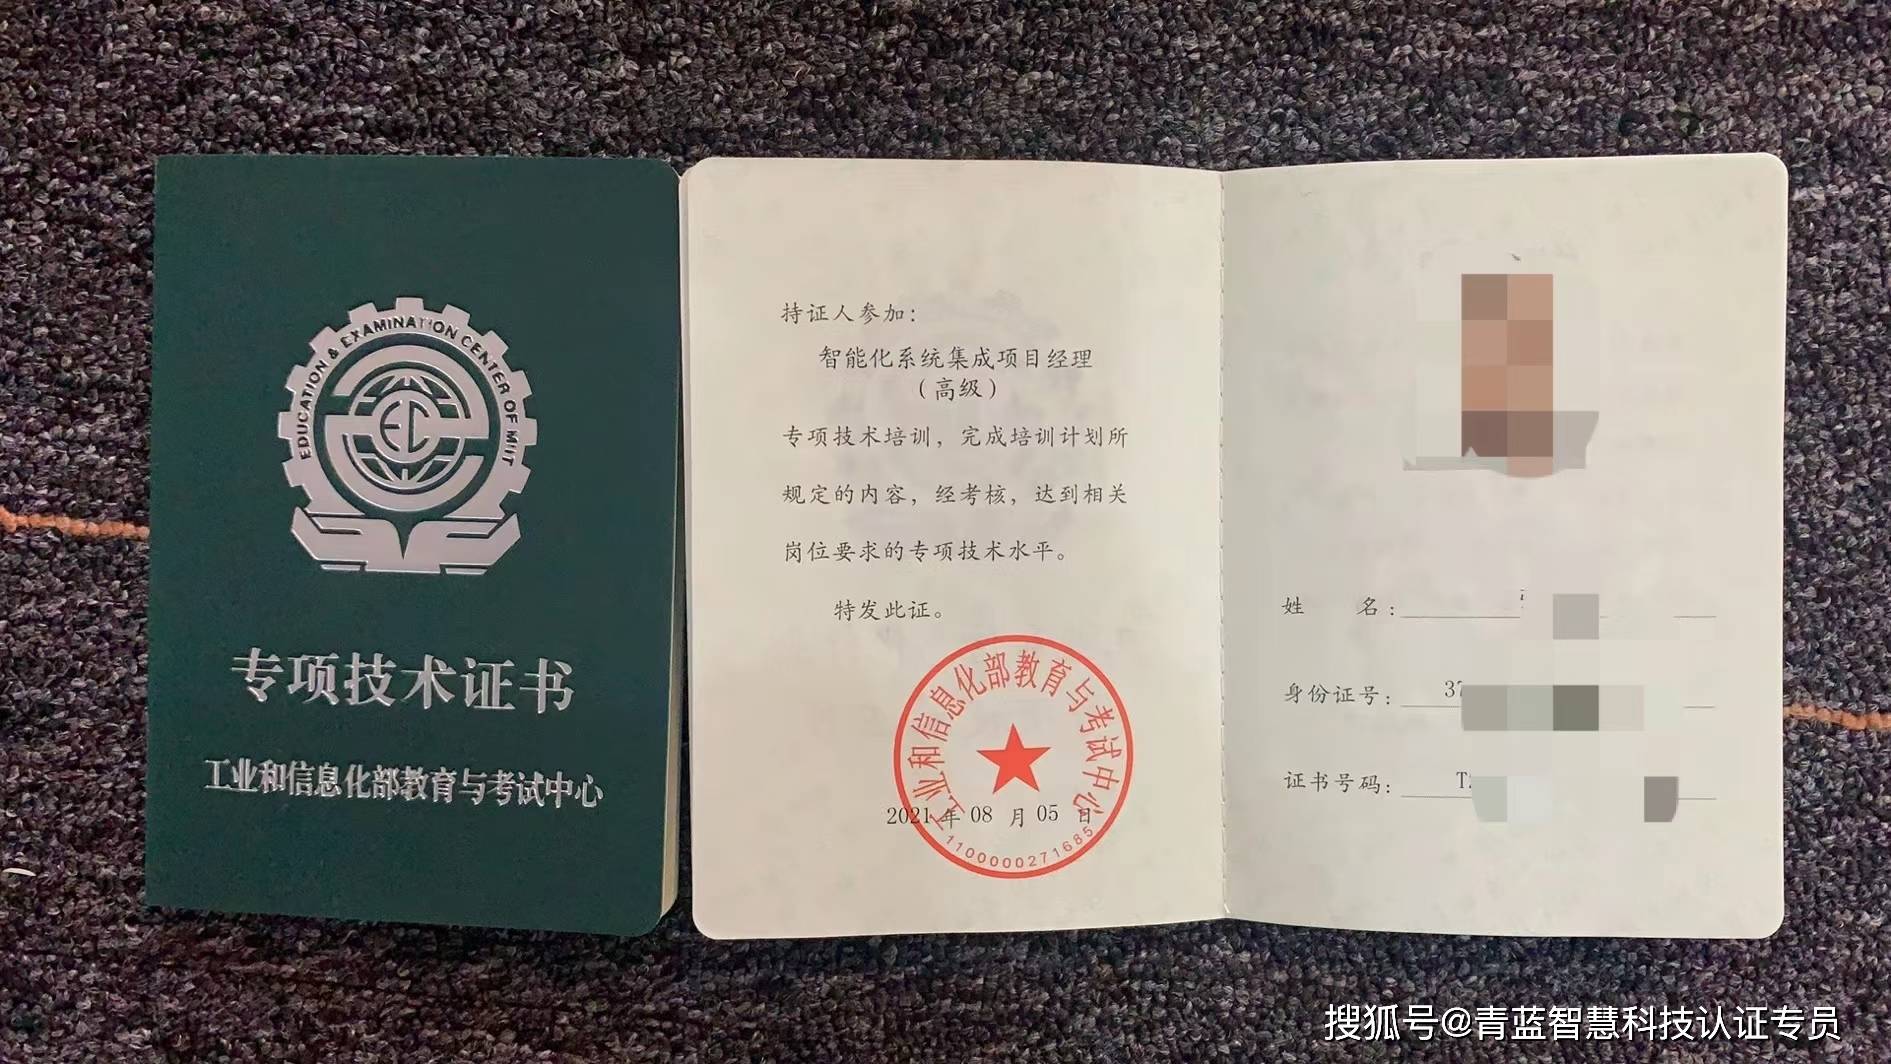 EDUCATION & EXAMINATION CENTER OF MIIT
EC
专项技术证书
工业和信息化部教育与考试中心
持证人参加：
智能化系统集成项目经理
（高级）
专项技术培训，完成培训计划所
规定的内容，经考核，达到相关
岗位要求的专项技术水平。
特发此证。
工业和信息化部教育与考试中心
2021 年 08 月 05 日
1100000271685
姓 名：
身份证号： 37
证书号码： T
搜狐号@青蓝智慧科技认证专员